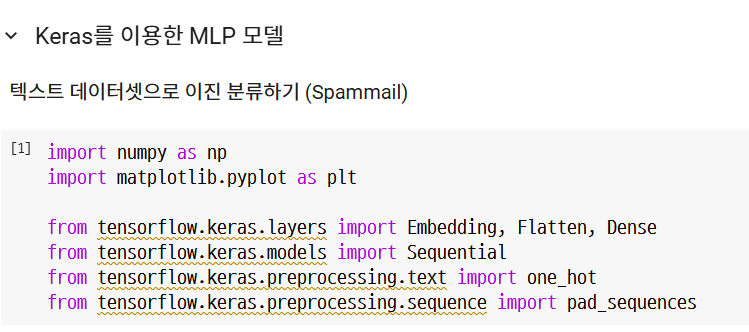 Keras를 이용한 MLP 모델
텍스트 데이터셋으로 이진 분류하기 (Spammail)
[1] import numpy as np
import matplotlib.pyplot as plt
from tensorflow.keras.layers import Embedding, Flatten, Dense
from tensorflow.keras.models import Sequential
from tensorflow.keras.preprocessing.text import one_hot
from tensorflow.keras.preprocessing.sequence import pad_sequences